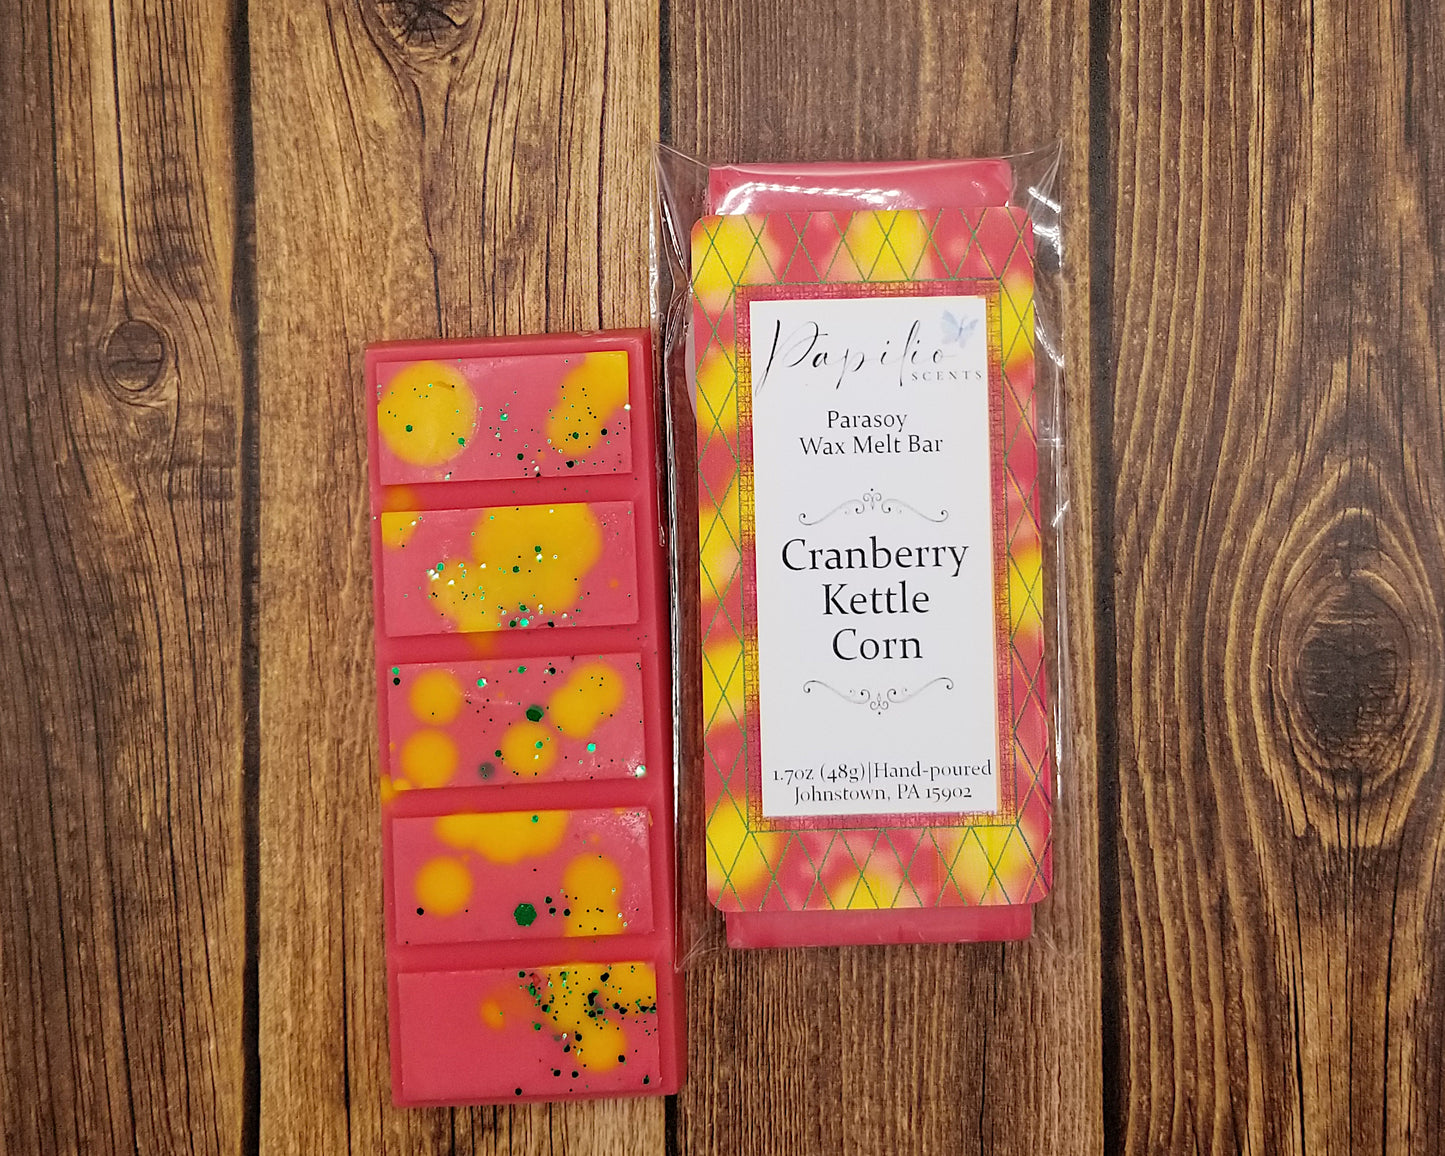 Papilio
SCENTS
Parasoy
Wax Melt Bar
Cranberry
Kettle
Corn
1.7oz (48g)|Hand-poured
Johnstown, PA 15902